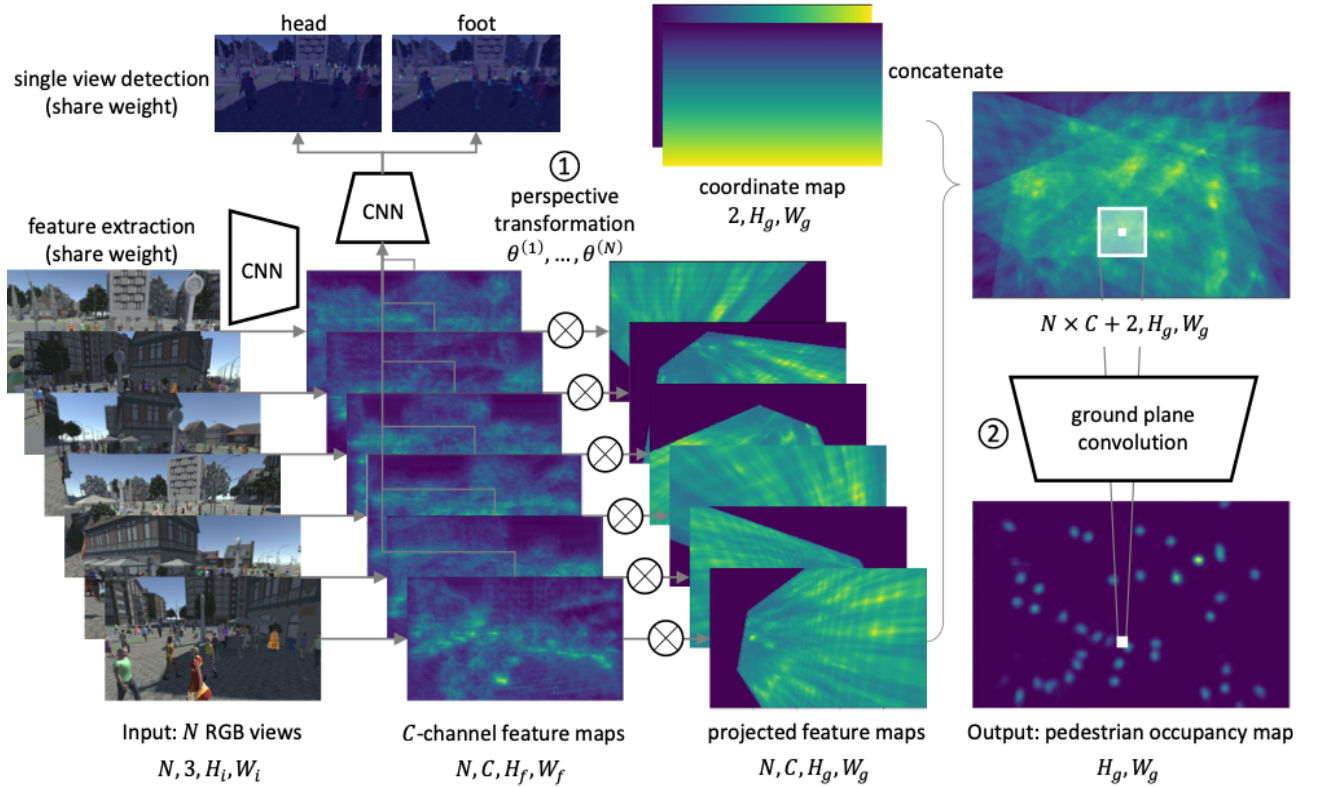 head
foot
single view detection
(share weight)
concatenate
①
perspective
transformation
θ^{(1)}, ..., θ^{(N)}
coordinate map
2, H_g, W_g
CNN
feature extraction
(share weight)
CNN
N × C + 2, H_g, W_g
②
ground plane
convolution
Input: N RGB views
N, 3, H_i, W_i
C-channel feature maps
N, C, H_f, W_f
projected feature maps
N, C, H_g, W_g
Output: pedestrian occupancy map
H_g, W_g